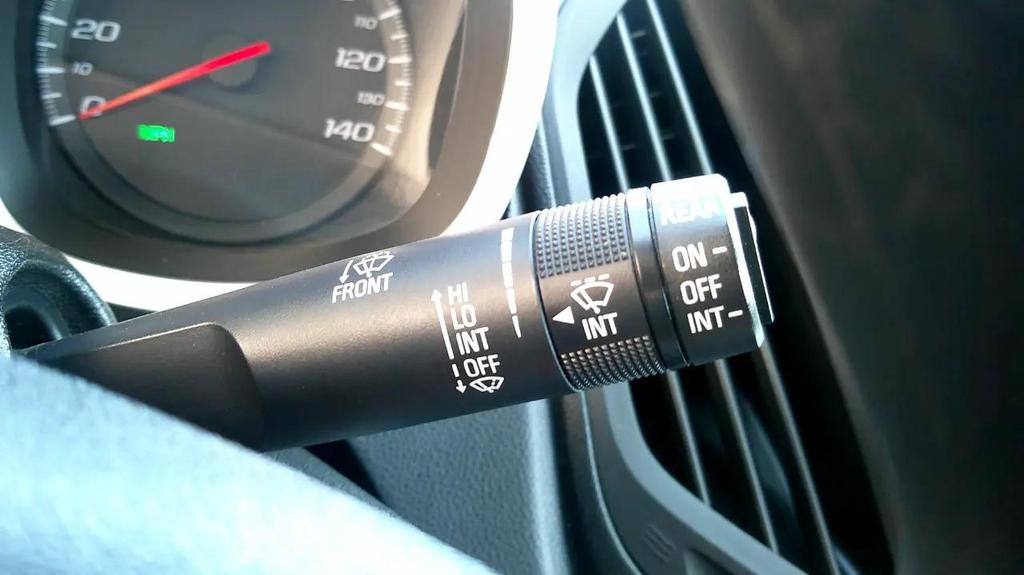 20
10
0
110
120
130
140
FRONT
HI
LO
INT
OFF
INT
REAR
ON
OFF
INT